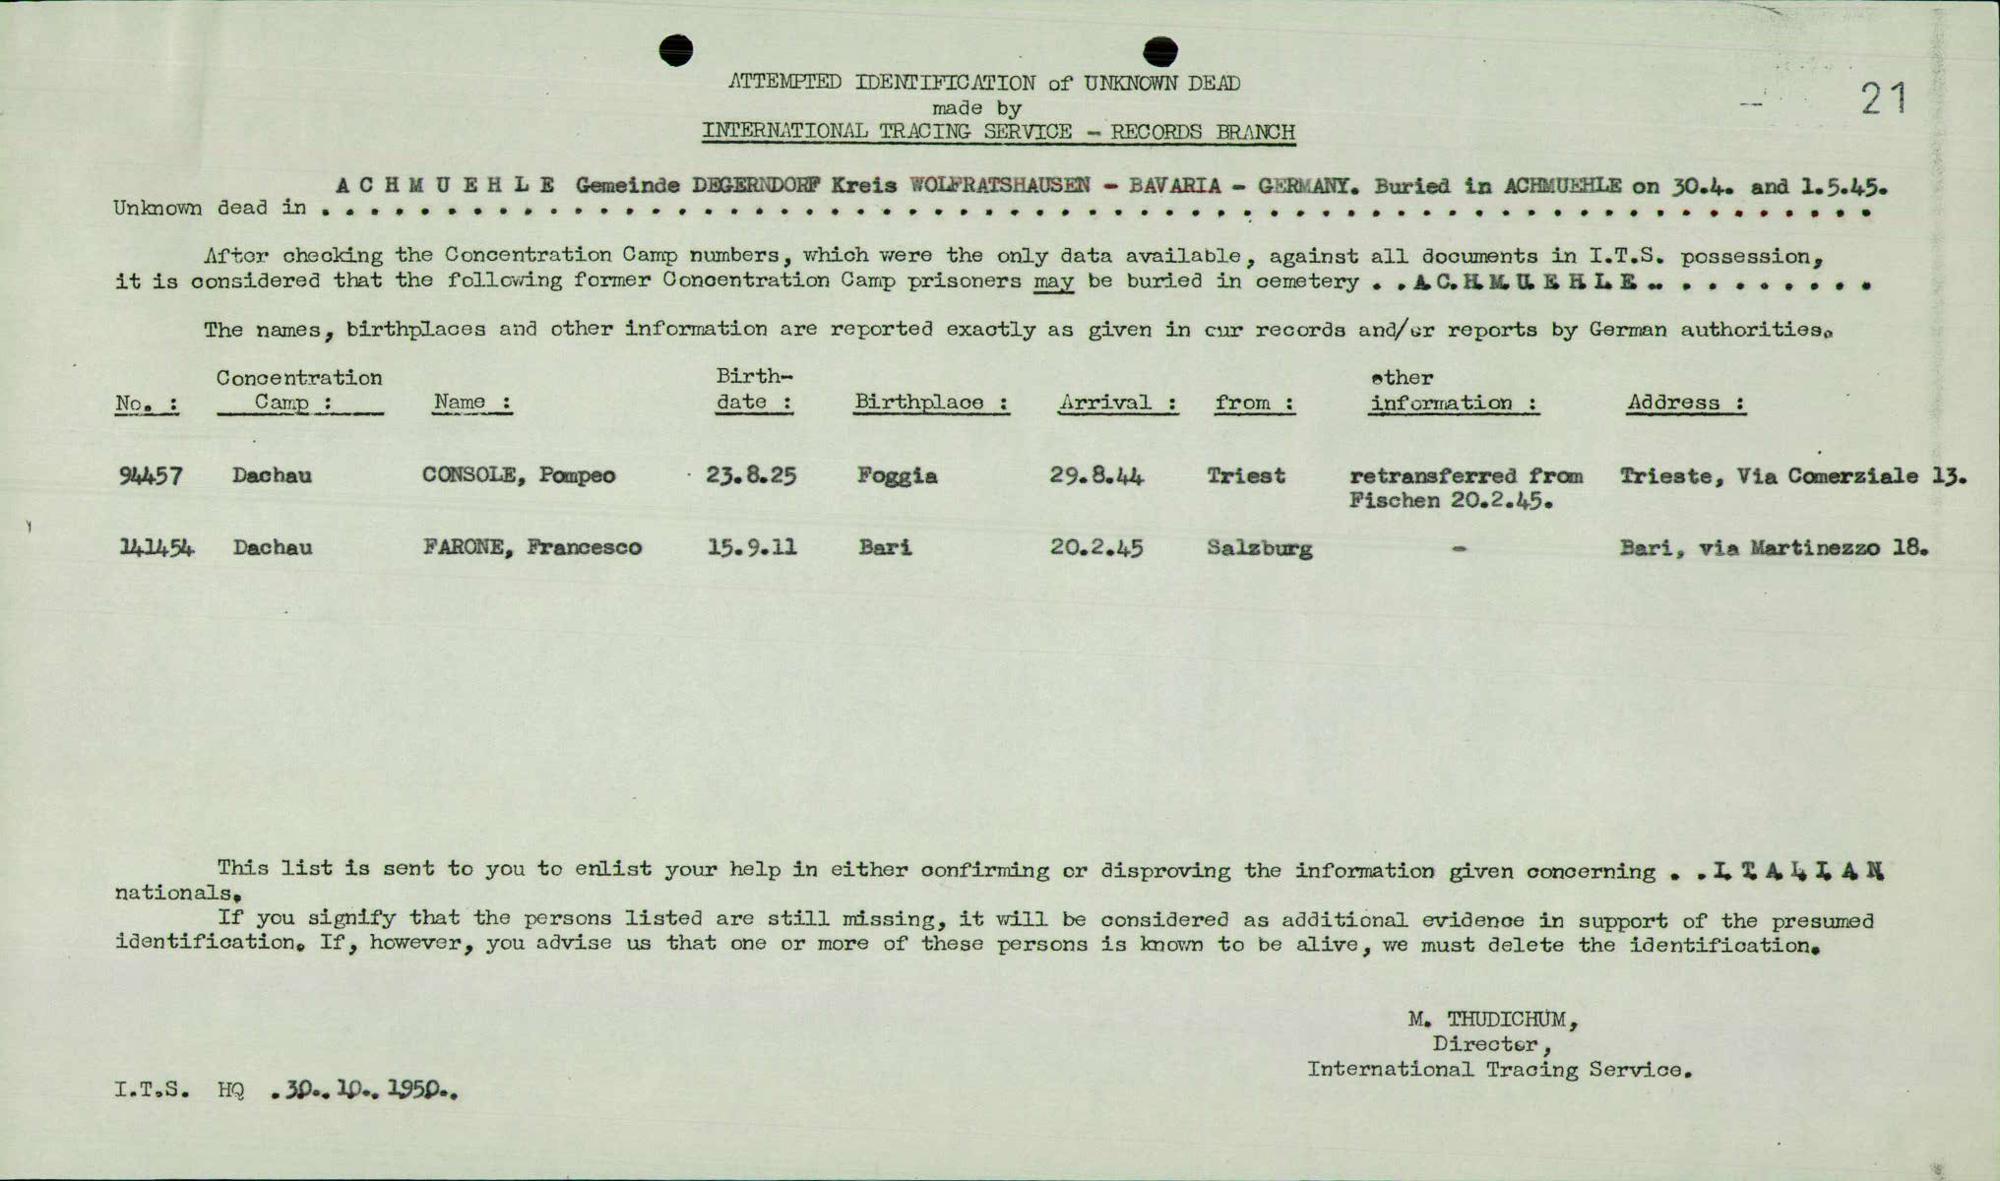 21
ATTEMPTED IDENTIFICATION of UNKNOWN DEAD
made by
INTERNATIONAL TRACING SERVICE - RECORDS BRANCH
A C H M U E H L E Gemeinde DEGERNDORF Kreis WOLFRATSHAUSEN - BAVARIA - GERMANY. Buried in ACHMUEHLE on 30.4. and 1.5.45.
Unknown dead in . . . . . . . . . . . . . . . . . . . . . . . . . . . . . . . . . . . . . . . . . . . . . . . . . . . . . . . . . . . . .
After checking the Concentration Camp numbers, which were the only data available, against all documents in I.T.S. possession,
it is considered that the following former Concentration Camp prisoners may be buried in cemetery . . A C H M U E H L E . . . . . . . . .
The names, birthplaces and other information are reported exactly as given in our records and/or reports by German authorities.
No. : Concentration Camp : Name : Birth-date : Birthplace : Arrival : from : other information : Address :
94457 Dachau CONSOLE, Pompeo 23.8.25 Foggia 29.8.44 Triest retransferred from Trieste, Via Comerziale 13.
Fischen 20.2.45.
141454 Dachau FARONE, Francesco 15.9.11 Bari 20.2.45 Salzburg - Bari, via Martinezzo 18.
This list is sent to you to enlist your help in either confirming or disproving the information given concerning . . I T A L I A N
nationals.
If you signify that the persons listed are still missing, it will be considered as additional evidence in support of the presumed
identification. If, however, you advise us that one or more of these persons is known to be alive, we must delete the identification.
M. THUDICHUM,
Director,
International Tracing Service.
I.T.S. HQ . 30. 10. 1950. .